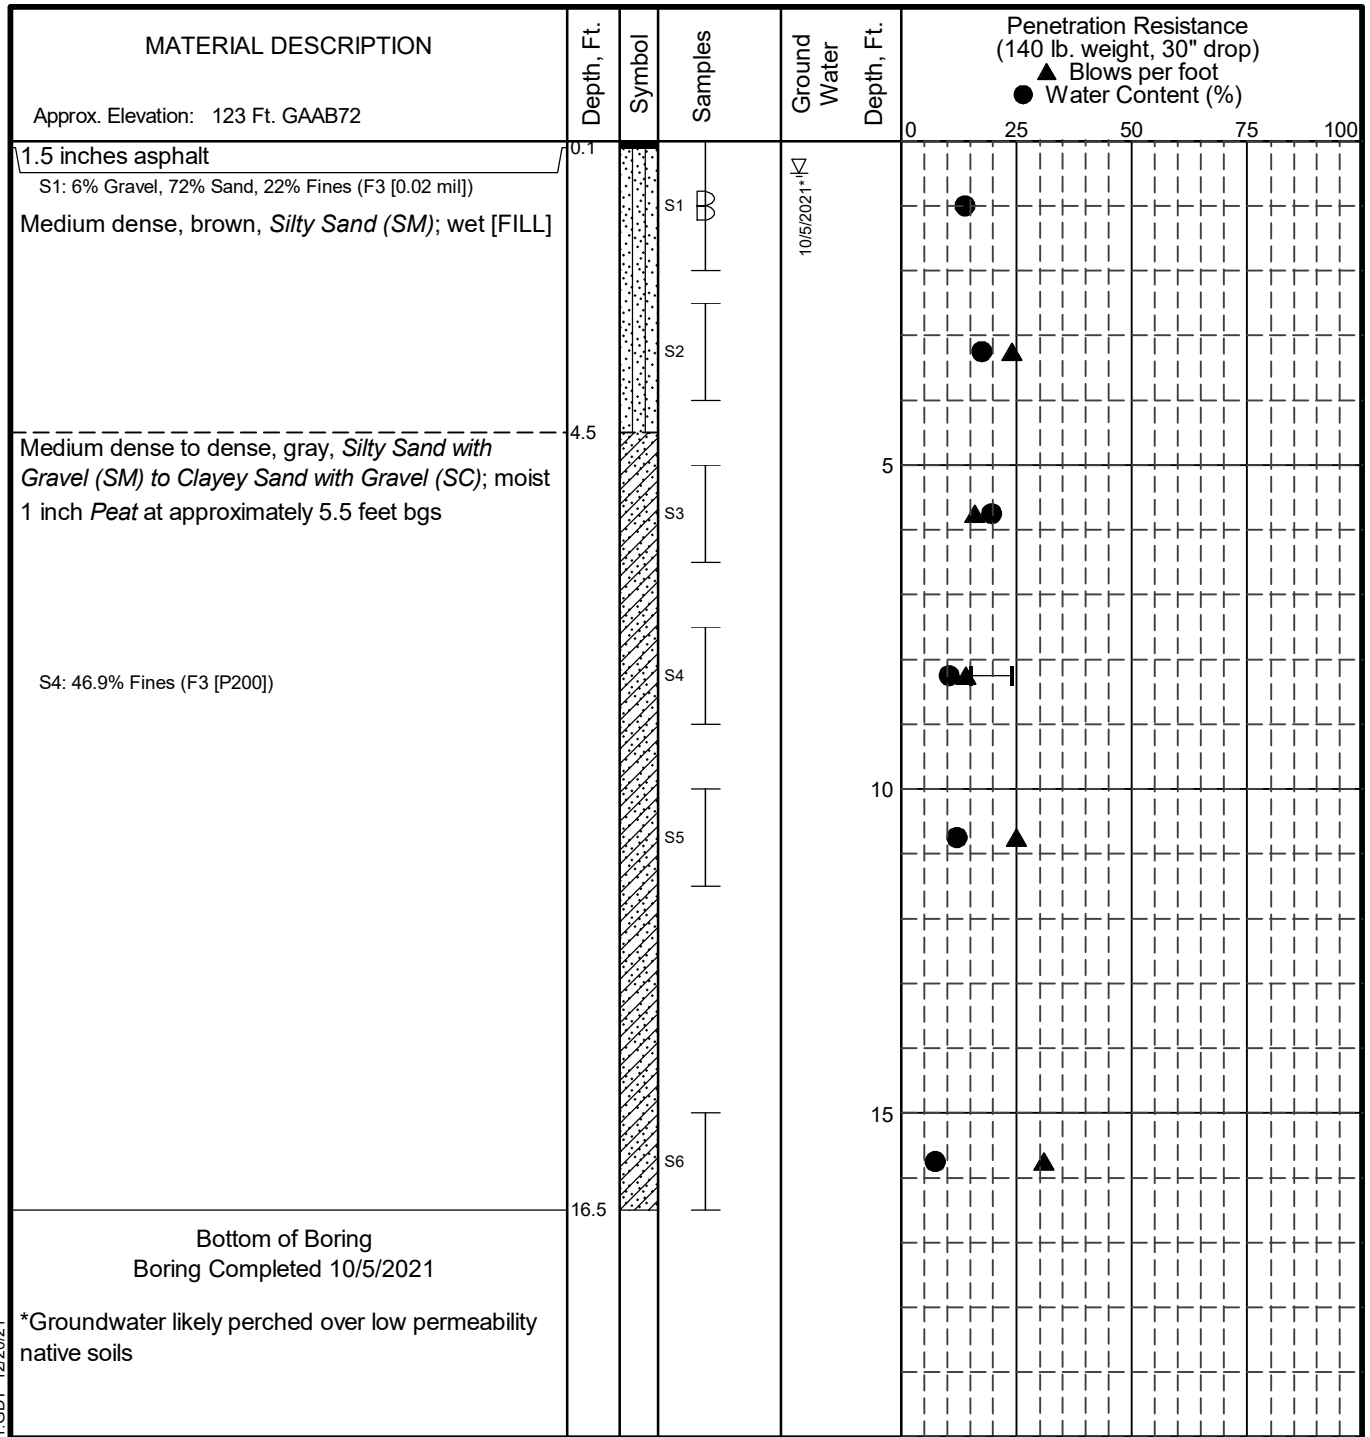 MATERIAL DESCRIPTION
Approx. Elevation: 123 Ft. GAAB72
Depth, Ft.
Symbol
Samples
Ground
Water
Depth, Ft.
Penetration Resistance
(140 lb. weight, 30" drop)
▲ Blows per foot
● Water Content (%)
0 25 50 75 100
1.5 inches asphalt
0.1
S1: 6% Gravel, 72% Sand, 22% Fines (F3 [0.02 mil])
Medium dense, brown, Silty Sand (SM); wet [FILL]
S1
10/5/2021*
S2
4.5
Medium dense to dense, gray, Silty Sand with
Gravel (SM) to Clayey Sand with Gravel (SC); moist
1 inch Peat at approximately 5.5 feet bgs
5
S3
S4: 46.9% Fines (F3 [P200])
S4
10
S5
15
S6
16.5
Bottom of Boring
Boring Completed 10/5/2021
*Groundwater likely perched over low permeability
native soils